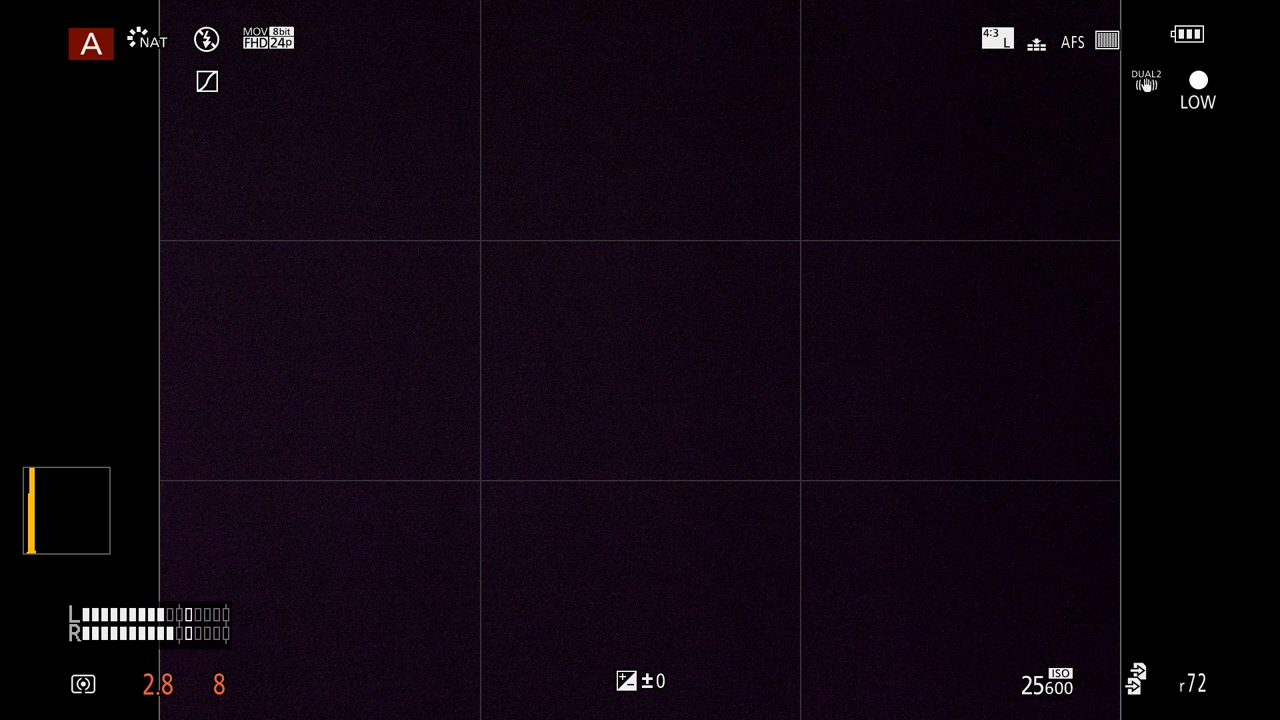 A
NAT
MOV 8bit
FHD 24p
4:3
L
AFS
DUAL2
LOW
L
R
2.8 8
±0
ISO
25600
r72